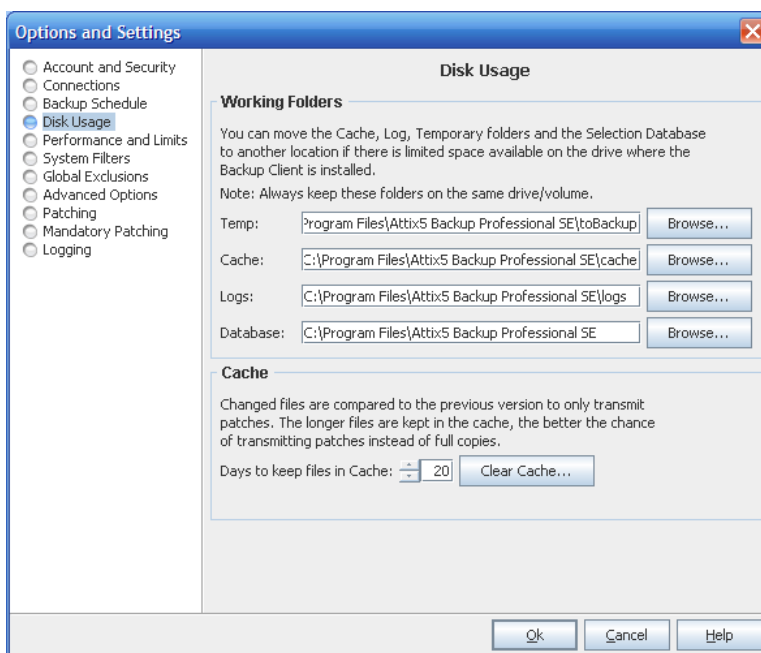 Options and Settings
Account and Security
Connections
Backup Schedule
Disk Usage
Performance and Limits
System Filters
Global Exclusions
Advanced Options
Patching
Mandatory Patching
Logging
Disk Usage
Working Folders
You can move the Cache, Log, Temporary folders and the Selection Database
to another location if there is limited space available on the drive where the
Backup Client is installed.
Note: Always keep these folders on the same drive/volume.
Temp: Program Files\Attix5 Backup Professional SE\toBackup Browse...
Cache: C:\Program Files\Attix5 Backup Professional SE\cache Browse...
Logs: C:\Program Files\Attix5 Backup Professional SE\logs Browse...
Database: C:\Program Files\Attix5 Backup Professional SE Browse...
Cache
Changed files are compared to the previous version to only transmit
patches. The longer files are kept in the cache, the better the chance
of transmitting patches instead of full copies.
Days to keep files in Cache: 20 Clear Cache...
Ok Cancel Help